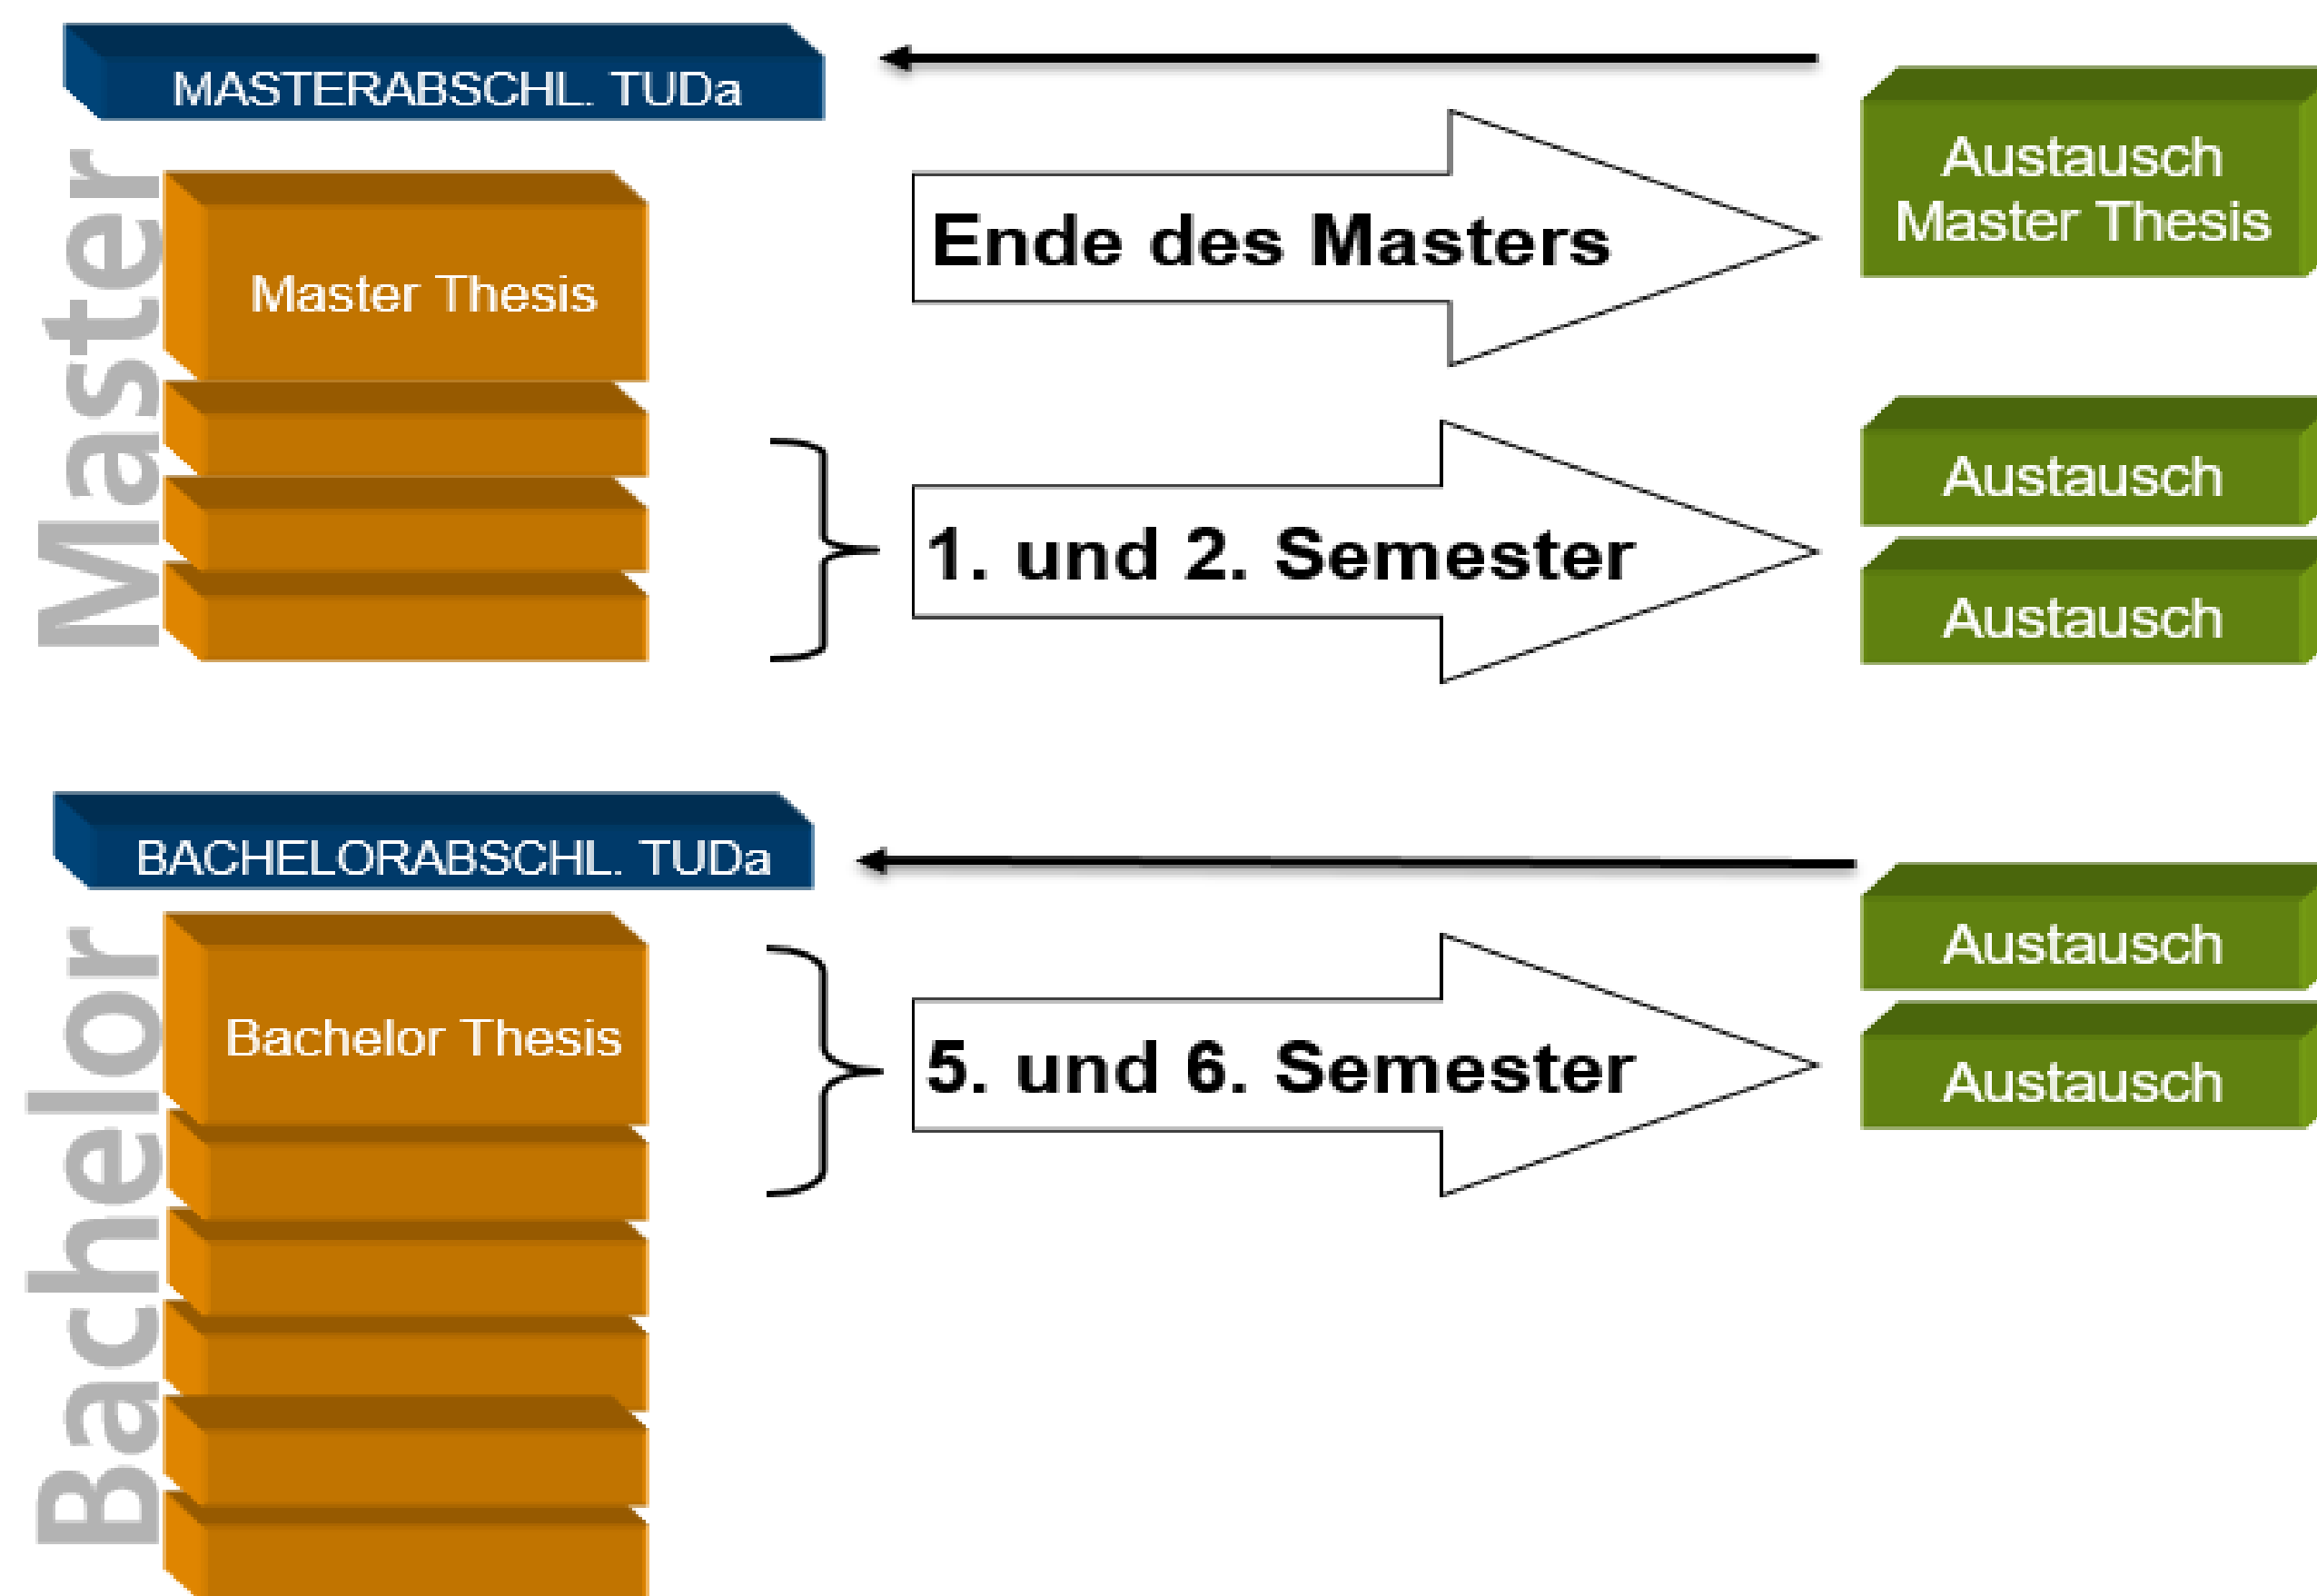 MASTERABSCHL. TUDa
Master
Master Thesis
Ende des Masters
Austausch
Master Thesis
1. und 2. Semester
Austausch
Austausch
BACHELORABSCHL. TUDa
Bachelor
Bachelor Thesis
5. und 6. Semester
Austausch
Austausch